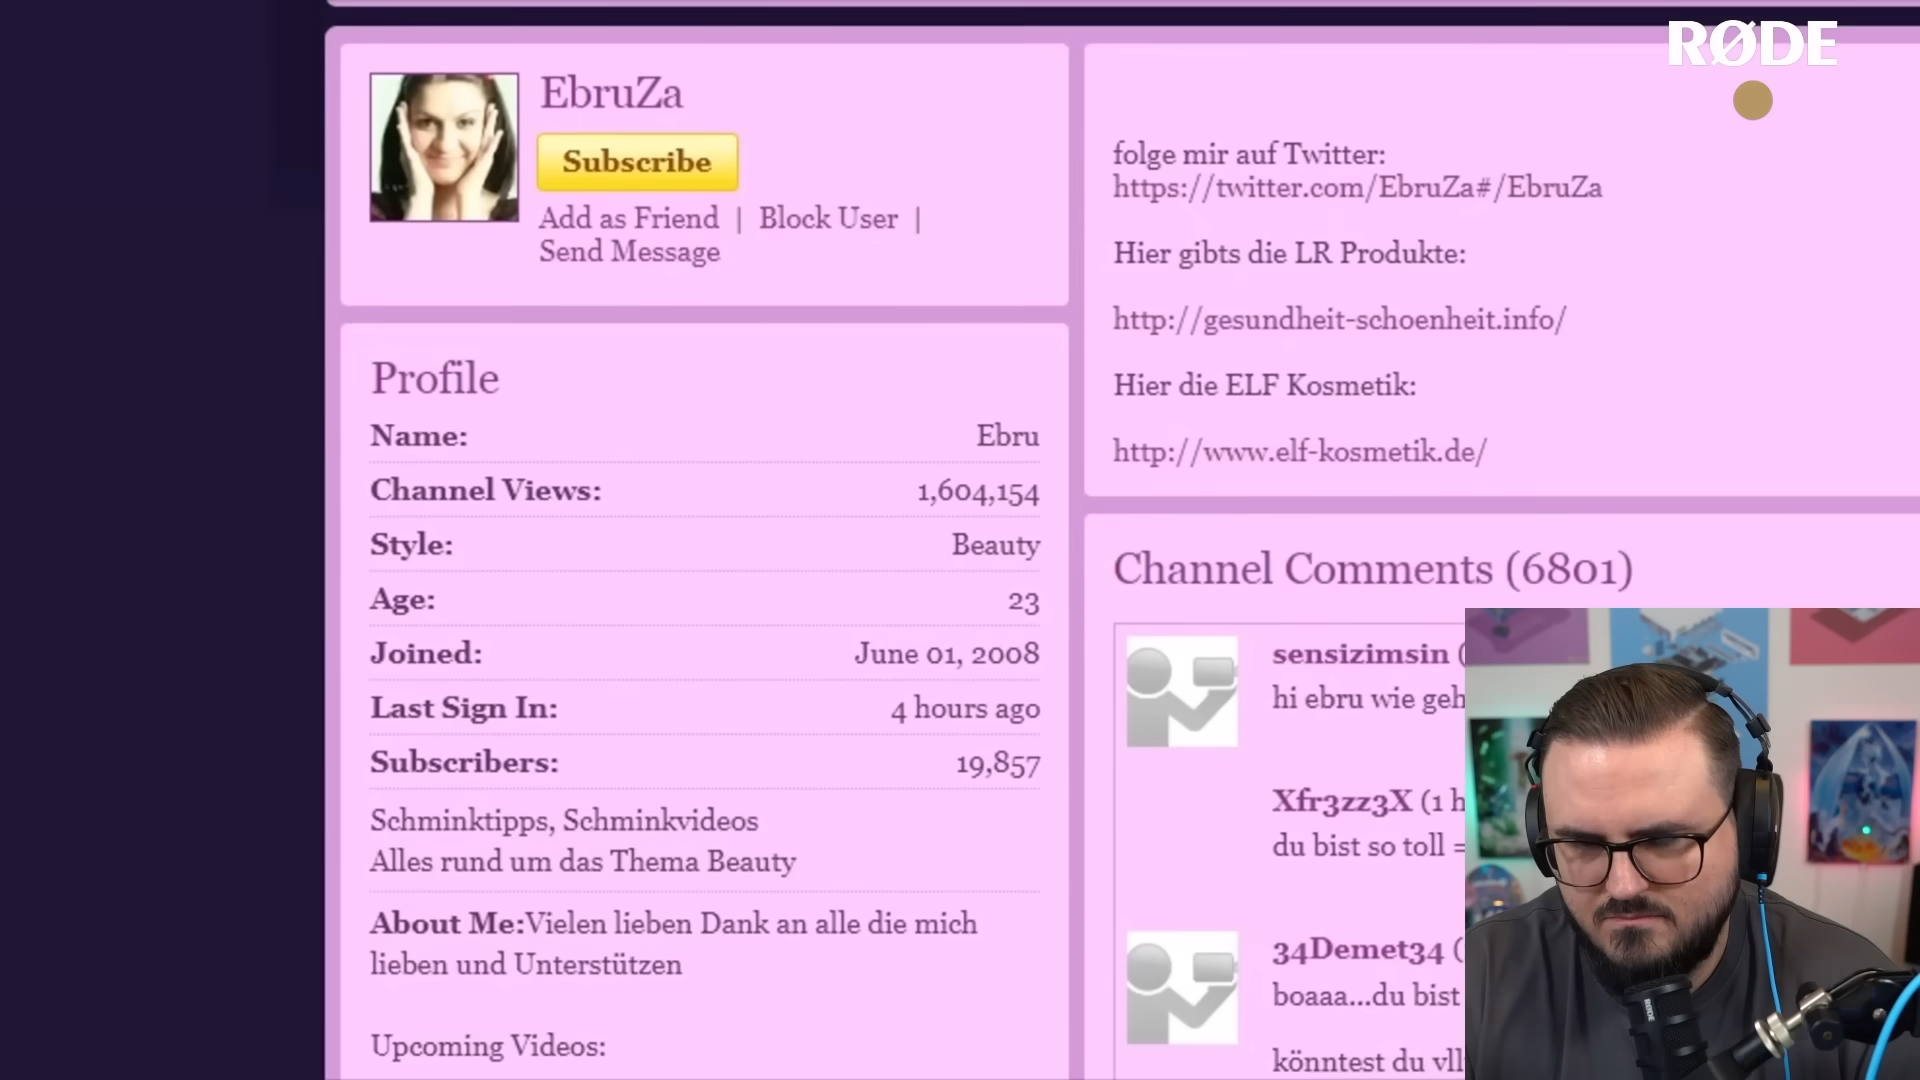 RØDE
EbruZa
Subscribe
Add as Friend | Block User |
Send Message
Profile
Name: Ebru
Channel Views: 1,604,154
Style: Beauty
Age: 23
Joined: June 01, 2008
Last Sign In: 4 hours ago
Subscribers: 19,857
Schminktipps, Schminkvideos
Alles rund um das Thema Beauty
About Me:Vielen lieben Dank an alle die mich
lieben und Unterstützen
Upcoming Videos:
folge mir auf Twitter:
https://twitter.com/EbruZa#/EbruZa
Hier gibts die LR Produkte:
http://gesundheit-schoenheit.info/
Hier die ELF Kosmetik:
http://www.elf-kosmetik.de/
Channel Comments (6801)
sensizimsin (
hi ebru wie geh
Xfr3zz3X (1 h
du bist so toll =
34Demet34 (
boaaa...du bist
könntest du vll
RØDE